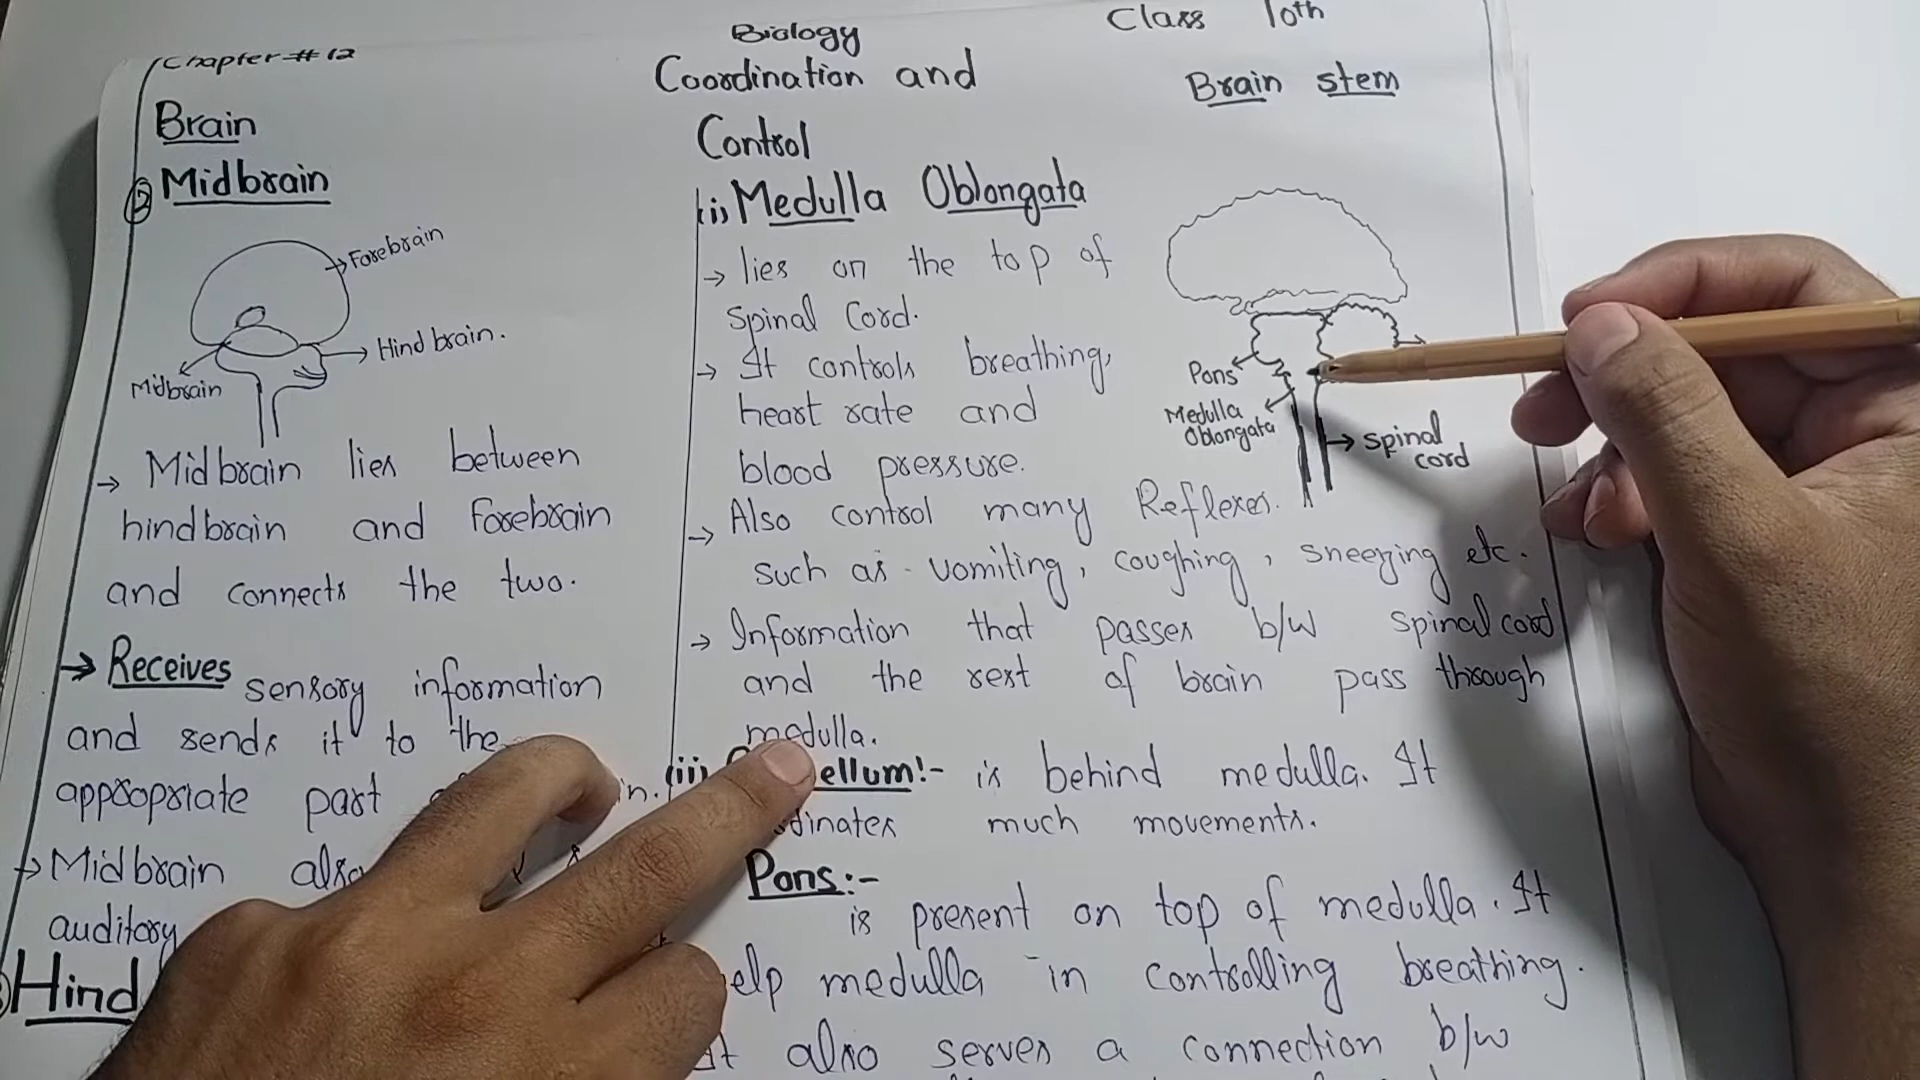 Chapter # 12
Biology
Class 10th
Coordination and
Control
Brain stem
Brain
② Midbrain
Forebrain
Hindbrain.
Midbrain
→ Midbrain lies between
hindbrain and Forebrain
and connects the two.
→ Receives sensory information
and sends it to the
appropriate part
→ Midbrain also
auditory
Hind
(i) Medulla Oblongata
→ lies on the top of
Spinal Cord.
→ It controls breathing,
heart rate and
blood pressure.
→ Also control many Reflexes.
such as - vomiting, coughing, sneezing etc.
→ Information that passes b/w spinal cord
and the rest of brain pass through
medulla.
Pons
Medulla
Oblongata
Spinal
cord
(ii) ellum:- is behind medulla. It
dinates much movements.
Pons:-
is present on top of medulla. It
elp medulla in controlling breathing.
It also serves a connection b/w